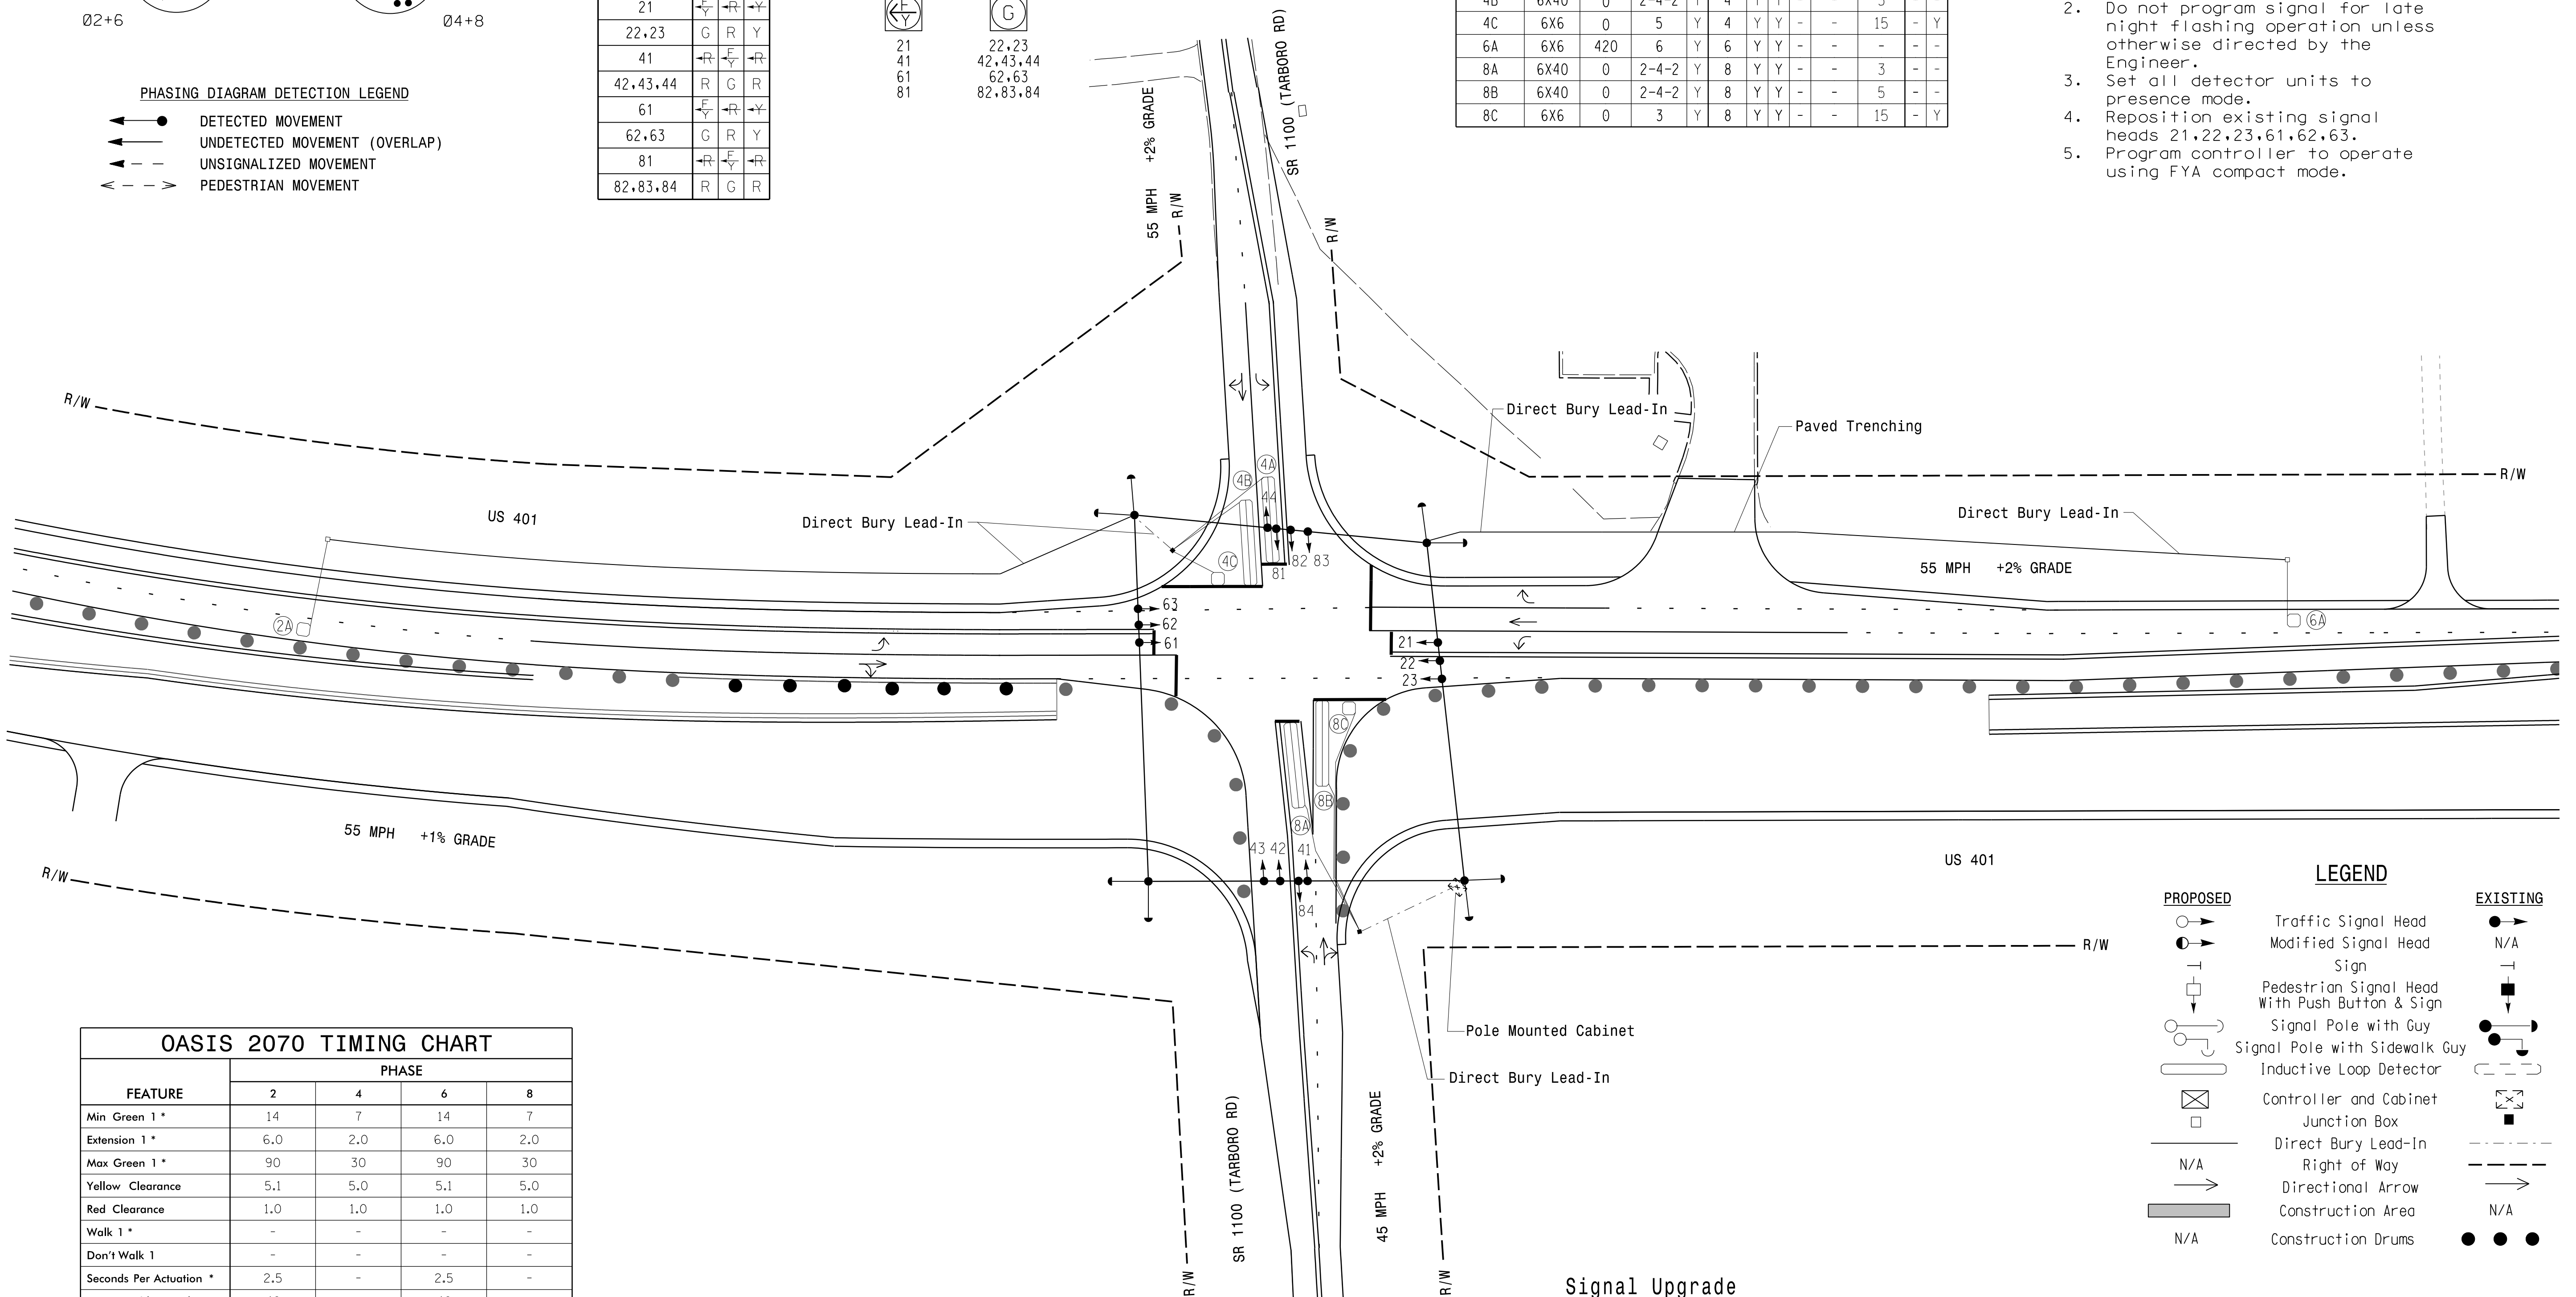 Ø2+6
Ø4+8
PHASING DIAGRAM DETECTION LEGEND
DETECTED MOVEMENT
UNDETECTED MOVEMENT (OVERLAP)
UNSIGNALIZED MOVEMENT
PEDESTRIAN MOVEMENT
21 F Y R Y
22,23 G R Y
41 R F Y R
42,43,44 R G R
61 F Y R Y
62,63 G R Y
81 R F Y R
82,83,84 R G R
F Y
G
21 22,23
41 42,43,44
61 62,63
81 82,83,84
4B 6X40 0 2-4-2 Y 4 Y Y - - 5 - -
4C 6X6 0 5 Y 4 Y Y - - 15 - Y
6A 6X6 420 6 Y 6 Y Y - - - - -
8A 6X40 0 2-4-2 Y 8 Y Y - - 3 - -
8B 6X40 0 2-4-2 Y 8 Y Y - - 5 - -
8C 6X6 0 3 Y 8 Y Y - - 15 - Y
2. Do not program signal for late
night flashing operation unless
otherwise directed by the
Engineer.
3. Set all detector units to
presence mode.
4. Reposition existing signal
heads 21,22,23,61,62,63.
5. Program controller to operate
using FYA compact mode.
55 MPH +2% GRADE
R/W
SR 1100 (TARBORO RD)
R/W
R/W
US 401
Direct Bury Lead-In
4B
4A
44
4C
81
82 83
Direct Bury Lead-In
Paved Trenching
R/W
Direct Bury Lead-In
55 MPH +2% GRADE
2A
63
62
61
21
22
23
6A
8C
8B
8A
43 42 41
84
55 MPH +1% GRADE
R/W
US 401
R/W
Pole Mounted Cabinet
Direct Bury Lead-In
SR 1100 (TARBORO RD)
45 MPH +2% GRADE
R/W
R/W
OASIS 2070 TIMING CHART
FEATURE
PHASE
2 4 6 8
Min Green 1 * 14 7 14 7
Extension 1 * 6.0 2.0 6.0 2.0
Max Green 1 * 90 30 90 30
Yellow Clearance 5.1 5.0 5.1 5.0
Red Clearance 1.0 1.0 1.0 1.0
Walk 1 * - - - -
Don't Walk 1 - - - -
Seconds Per Actuation * 2.5 - 2.5 -
LEGEND
PROPOSED EXISTING
Traffic Signal Head
Modified Signal Head N/A
Sign
Pedestrian Signal Head
With Push Button & Sign
Signal Pole with Guy
Signal Pole with Sidewalk Guy
Inductive Loop Detector
Controller and Cabinet
Junction Box
Direct Bury Lead-In
N/A Right of Way
Directional Arrow
Construction Area N/A
N/A Construction Drums
Signal Upgrade